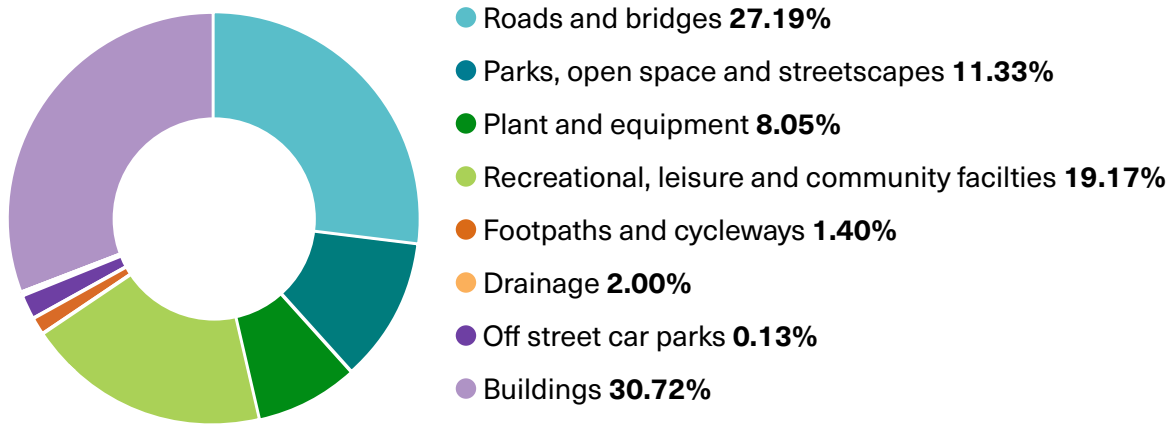 Roads and bridges 27.19%
Parks, open space and streetscapes 11.33%
Plant and equipment 8.05%
Recreational, leisure and community facilties 19.17%
Footpaths and cycleways 1.40%
Drainage 2.00%
Off street car parks 0.13%
Buildings 30.72%